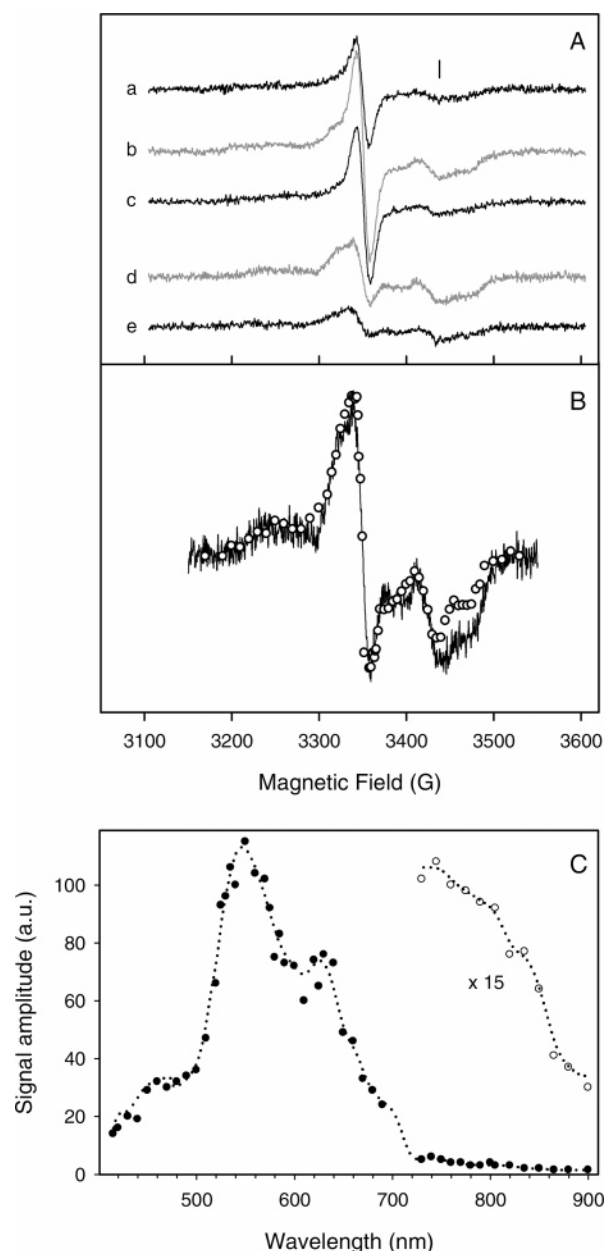 A
a
b
c
d
e
B
3100 3200 3300 3400 3500 3600
Magnetic Field (G)
C
100
80
60
40
20
0
x 15
Signal amplitude (a.u.)
500 600 700 800 900
Wavelength (nm)